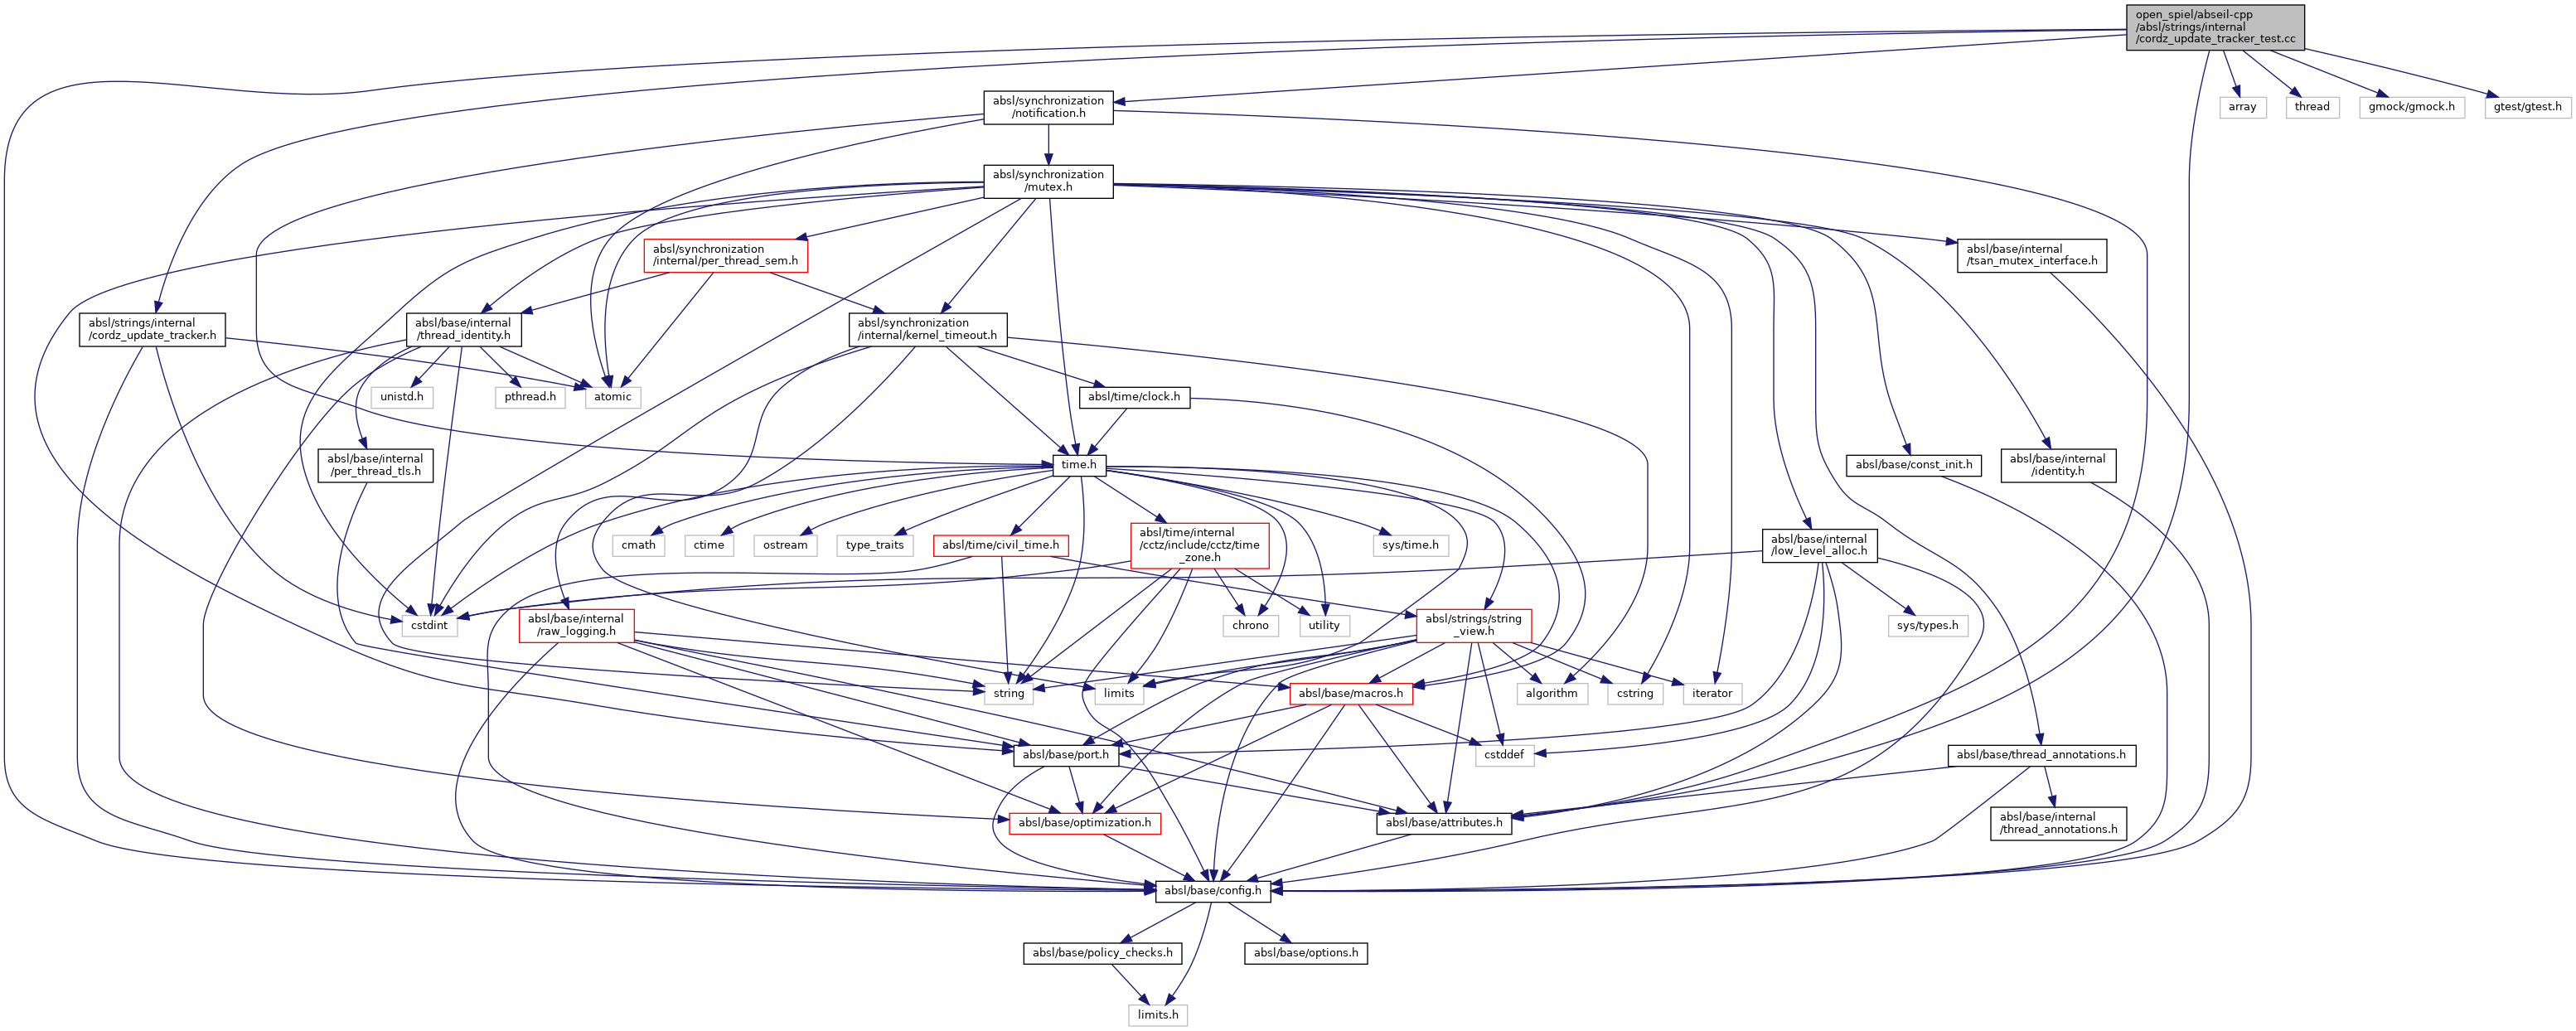 open_spiel/abseil-cpp
/absl/strings/internal
/cordz_update_tracker_test.cc
absl/synchronization
/notification.h
array
thread
gmock/gmock.h
gtest/gtest.h
absl/synchronization
/mutex.h
absl/synchronization
/internal/per_thread_sem.h
absl/base/internal
/tsan_mutex_interface.h
absl/strings/internal
/cordz_update_tracker.h
absl/base/internal
/thread_identity.h
absl/synchronization
/internal/kernel_timeout.h
unistd.h
pthread.h
atomic
absl/time/clock.h
absl/base/internal
/per_thread_tls.h
time.h
absl/base/const_init.h
absl/base/internal
/identity.h
cmath
ctime
ostream
type_traits
absl/time/civil_time.h
absl/time/internal
/cctz/include/cctz/time
_zone.h
sys/time.h
absl/base/internal
/low_level_alloc.h
cstdint
absl/base/internal
/raw_logging.h
chrono
utility
absl/strings/string
_view.h
sys/types.h
string
limits
absl/base/macros.h
algorithm
cstring
iterator
absl/base/port.h
cstddef
absl/base/thread_annotations.h
absl/base/optimization.h
absl/base/attributes.h
absl/base/internal
/thread_annotations.h
absl/base/config.h
absl/base/policy_checks.h
absl/base/options.h
limits.h